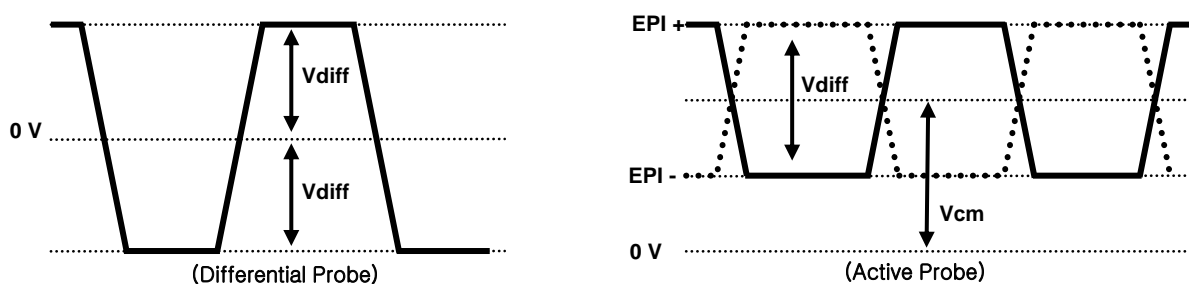 Vdiff
0 V
Vdiff
(Differential Probe)
EPI +
Vdiff
EPI -
Vcm
0 V
(Active Probe)